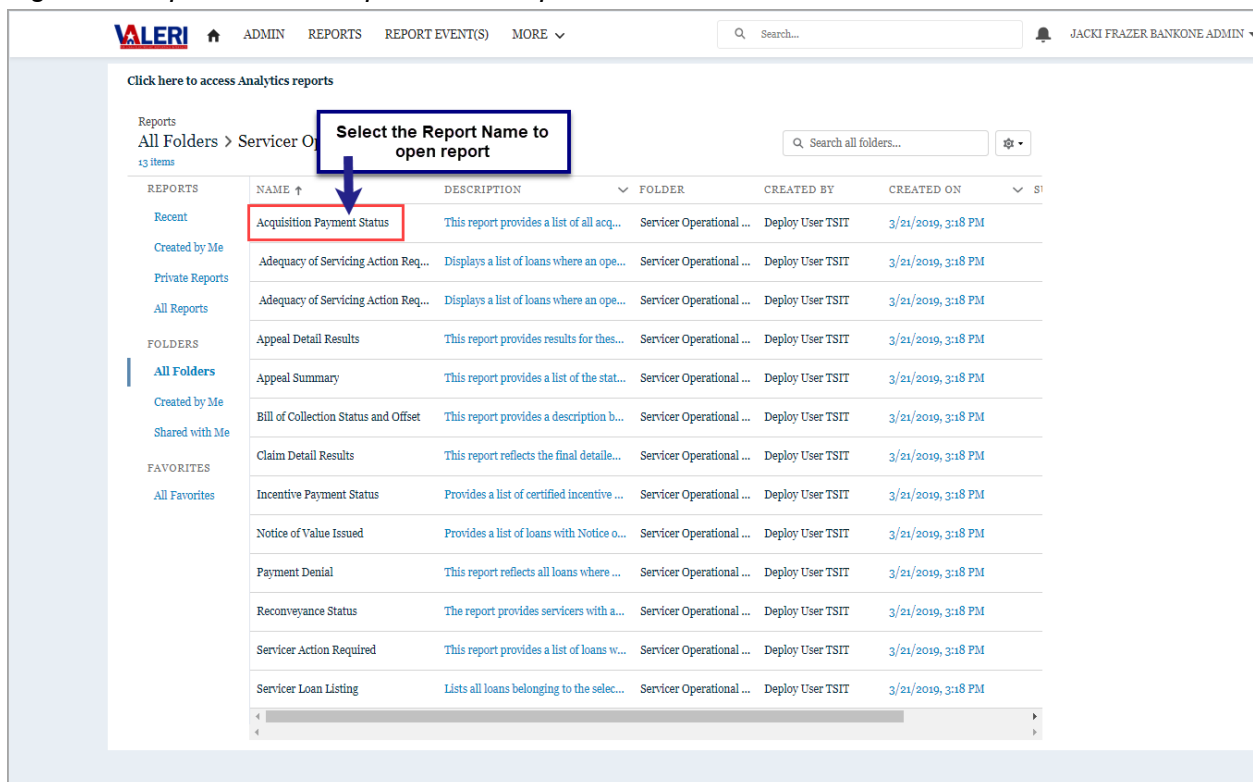 VALERI ADMIN REPORTS REPORT EVENT(S) MORE Search... JACKI FRAZER BANKONE ADMIN
Click here to access Analytics reports
Reports
All Folders > Servicer
13 items
Select the Report Name to
open report
Search all folders...
REPORTS
Recent
Created by Me
Private Reports
All Reports
FOLDERS
All Folders
Created by Me
Shared with Me
FAVORITES
All Favorites
NAME ↑ DESCRIPTION FOLDER CREATED BY CREATED ON
Acquisition Payment Status This report provides a list of all acq... Servicer Operational ... Deploy User TSIT 3/21/2019, 3:18 PM
Adequacy of Servicing Action Req... Displays a list of loans where an ope... Servicer Operational ... Deploy User TSIT 3/21/2019, 3:18 PM
Adequacy of Servicing Action Req... Displays a list of loans where an ope... Servicer Operational ... Deploy User TSIT 3/21/2019, 3:18 PM
Appeal Detail Results This report provides results for thes... Servicer Operational ... Deploy User TSIT 3/21/2019, 3:18 PM
Appeal Summary This report provides a list of the stat... Servicer Operational ... Deploy User TSIT 3/21/2019, 3:18 PM
Bill of Collection Status and Offset This report provides a description b... Servicer Operational ... Deploy User TSIT 3/21/2019, 3:18 PM
Claim Detail Results This report reflects the final detaile... Servicer Operational ... Deploy User TSIT 3/21/2019, 3:18 PM
Incentive Payment Status Provides a list of certified incentive ... Servicer Operational ... Deploy User TSIT 3/21/2019, 3:18 PM
Notice of Value Issued Provides a list of loans with Notice o... Servicer Operational ... Deploy User TSIT 3/21/2019, 3:18 PM
Payment Denial This report reflects all loans where ... Servicer Operational ... Deploy User TSIT 3/21/2019, 3:18 PM
Reconveyance Status The report provides servicers with a... Servicer Operational ... Deploy User TSIT 3/21/2019, 3:18 PM
Servicer Action Required This report provides a list of loans w... Servicer Operational ... Deploy User TSIT 3/21/2019, 3:18 PM
Servicer Loan Listing Lists all loans belonging to the selec... Servicer Operational ... Deploy User TSIT 3/21/2019, 3:18 PM